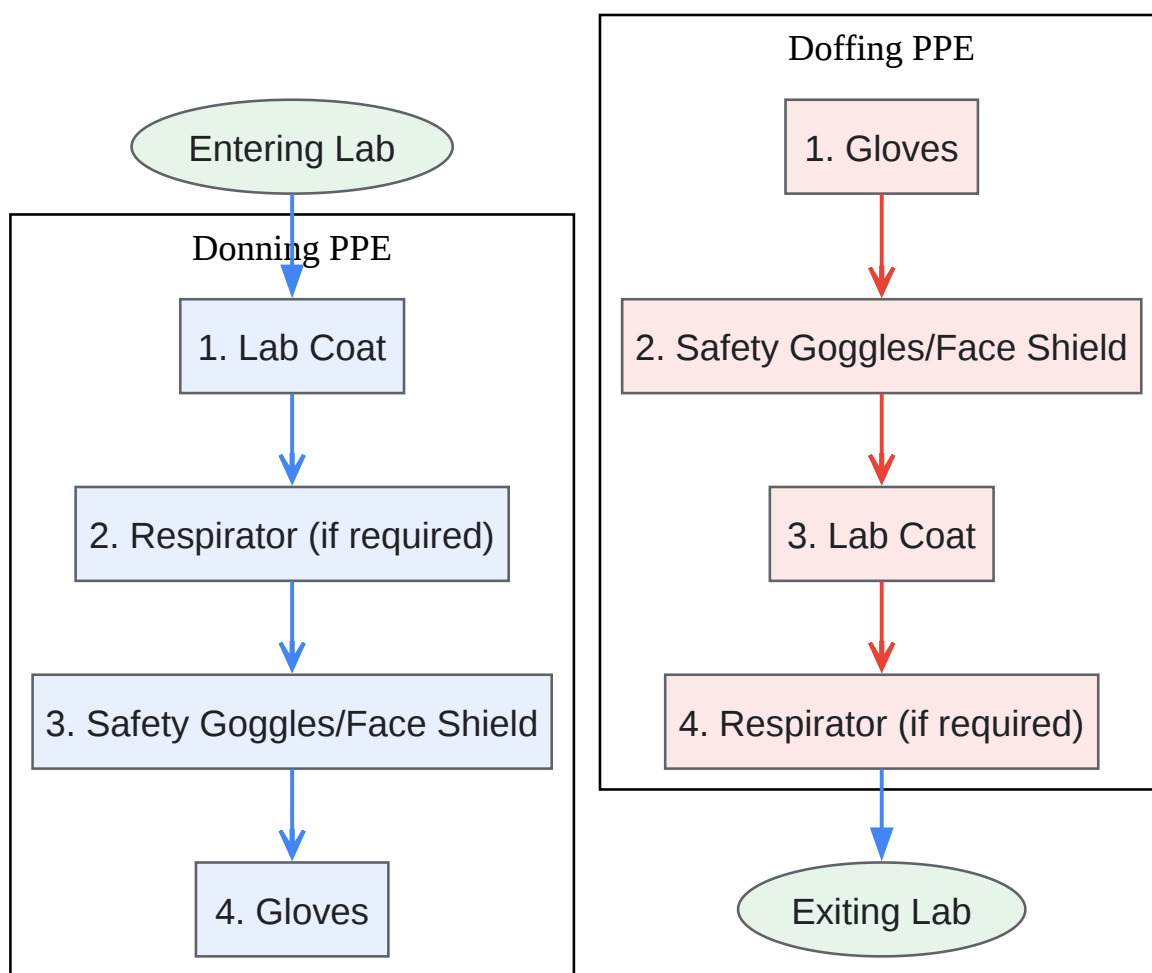 Entering Lab
Donning PPE
1. Lab Coat
2. Respirator (if required)
3. Safety Goggles/Face Shield
4. Gloves
Doffing PPE
1. Gloves
2. Safety Goggles/Face Shield
3. Lab Coat
4. Respirator (if required)
Exiting Lab